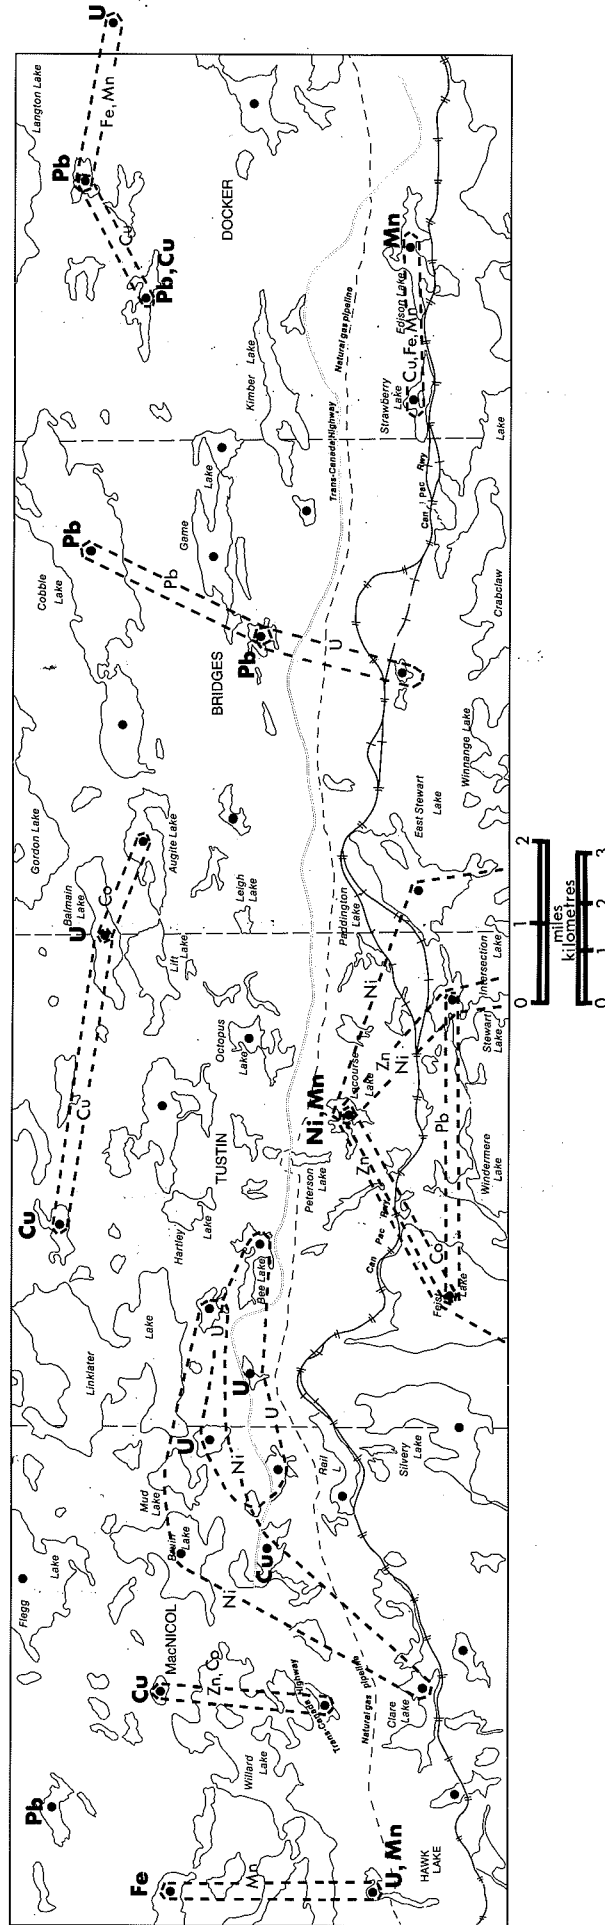 U
Langton Lake
Fe, Mn
Pb
Cu
Pb, Cu
DOCKER
Mn
Edison Lake
Cu, Fe, Mn
Natural gas pipeline
Kimber Lake
Strawberry
Lake
Trans-Canada Highway
Lake
Can Pac Rwy
Game
Lake
Cobble
Lake
Pb
Pb
Pb
U
BRIDGES
Crabclaw
Lake
Winnange Lake
East Stewart
Lake
Gordon Lake
Augite Lake
Balmain
Lake
Co
U
Lift
Lake
Leigh
Lake
Paddington
Lake
Ni
Intersection
Lake
Stewart
Lake
Zn
Ni
Octopus
Lake
Lacourse
Lake
Ni, Mn
Cu
Cu
TUSTIN
Peterson
Lake
Zn
Pb
Windermere
Lake
Co
Can Pac Rwy
Feist
Lake
Hartley
Lake
Bee Lake
Linklater
Lake
U
U
U
U
Ni
Rail
L
Silvery
Lake
Mud
Lake
Bruin
Lake
Cu
Ni
Flegg
Lake
MacNICOL
Cu
Zn, Co
Trans-Canada Highway
Natural gas pipeline
Clare
Lake
Willard
Lake
Pb
Fe
Mn
U, Mn
HAWK
LAKE
0 1 2
miles
kilometres
0 1 2 3